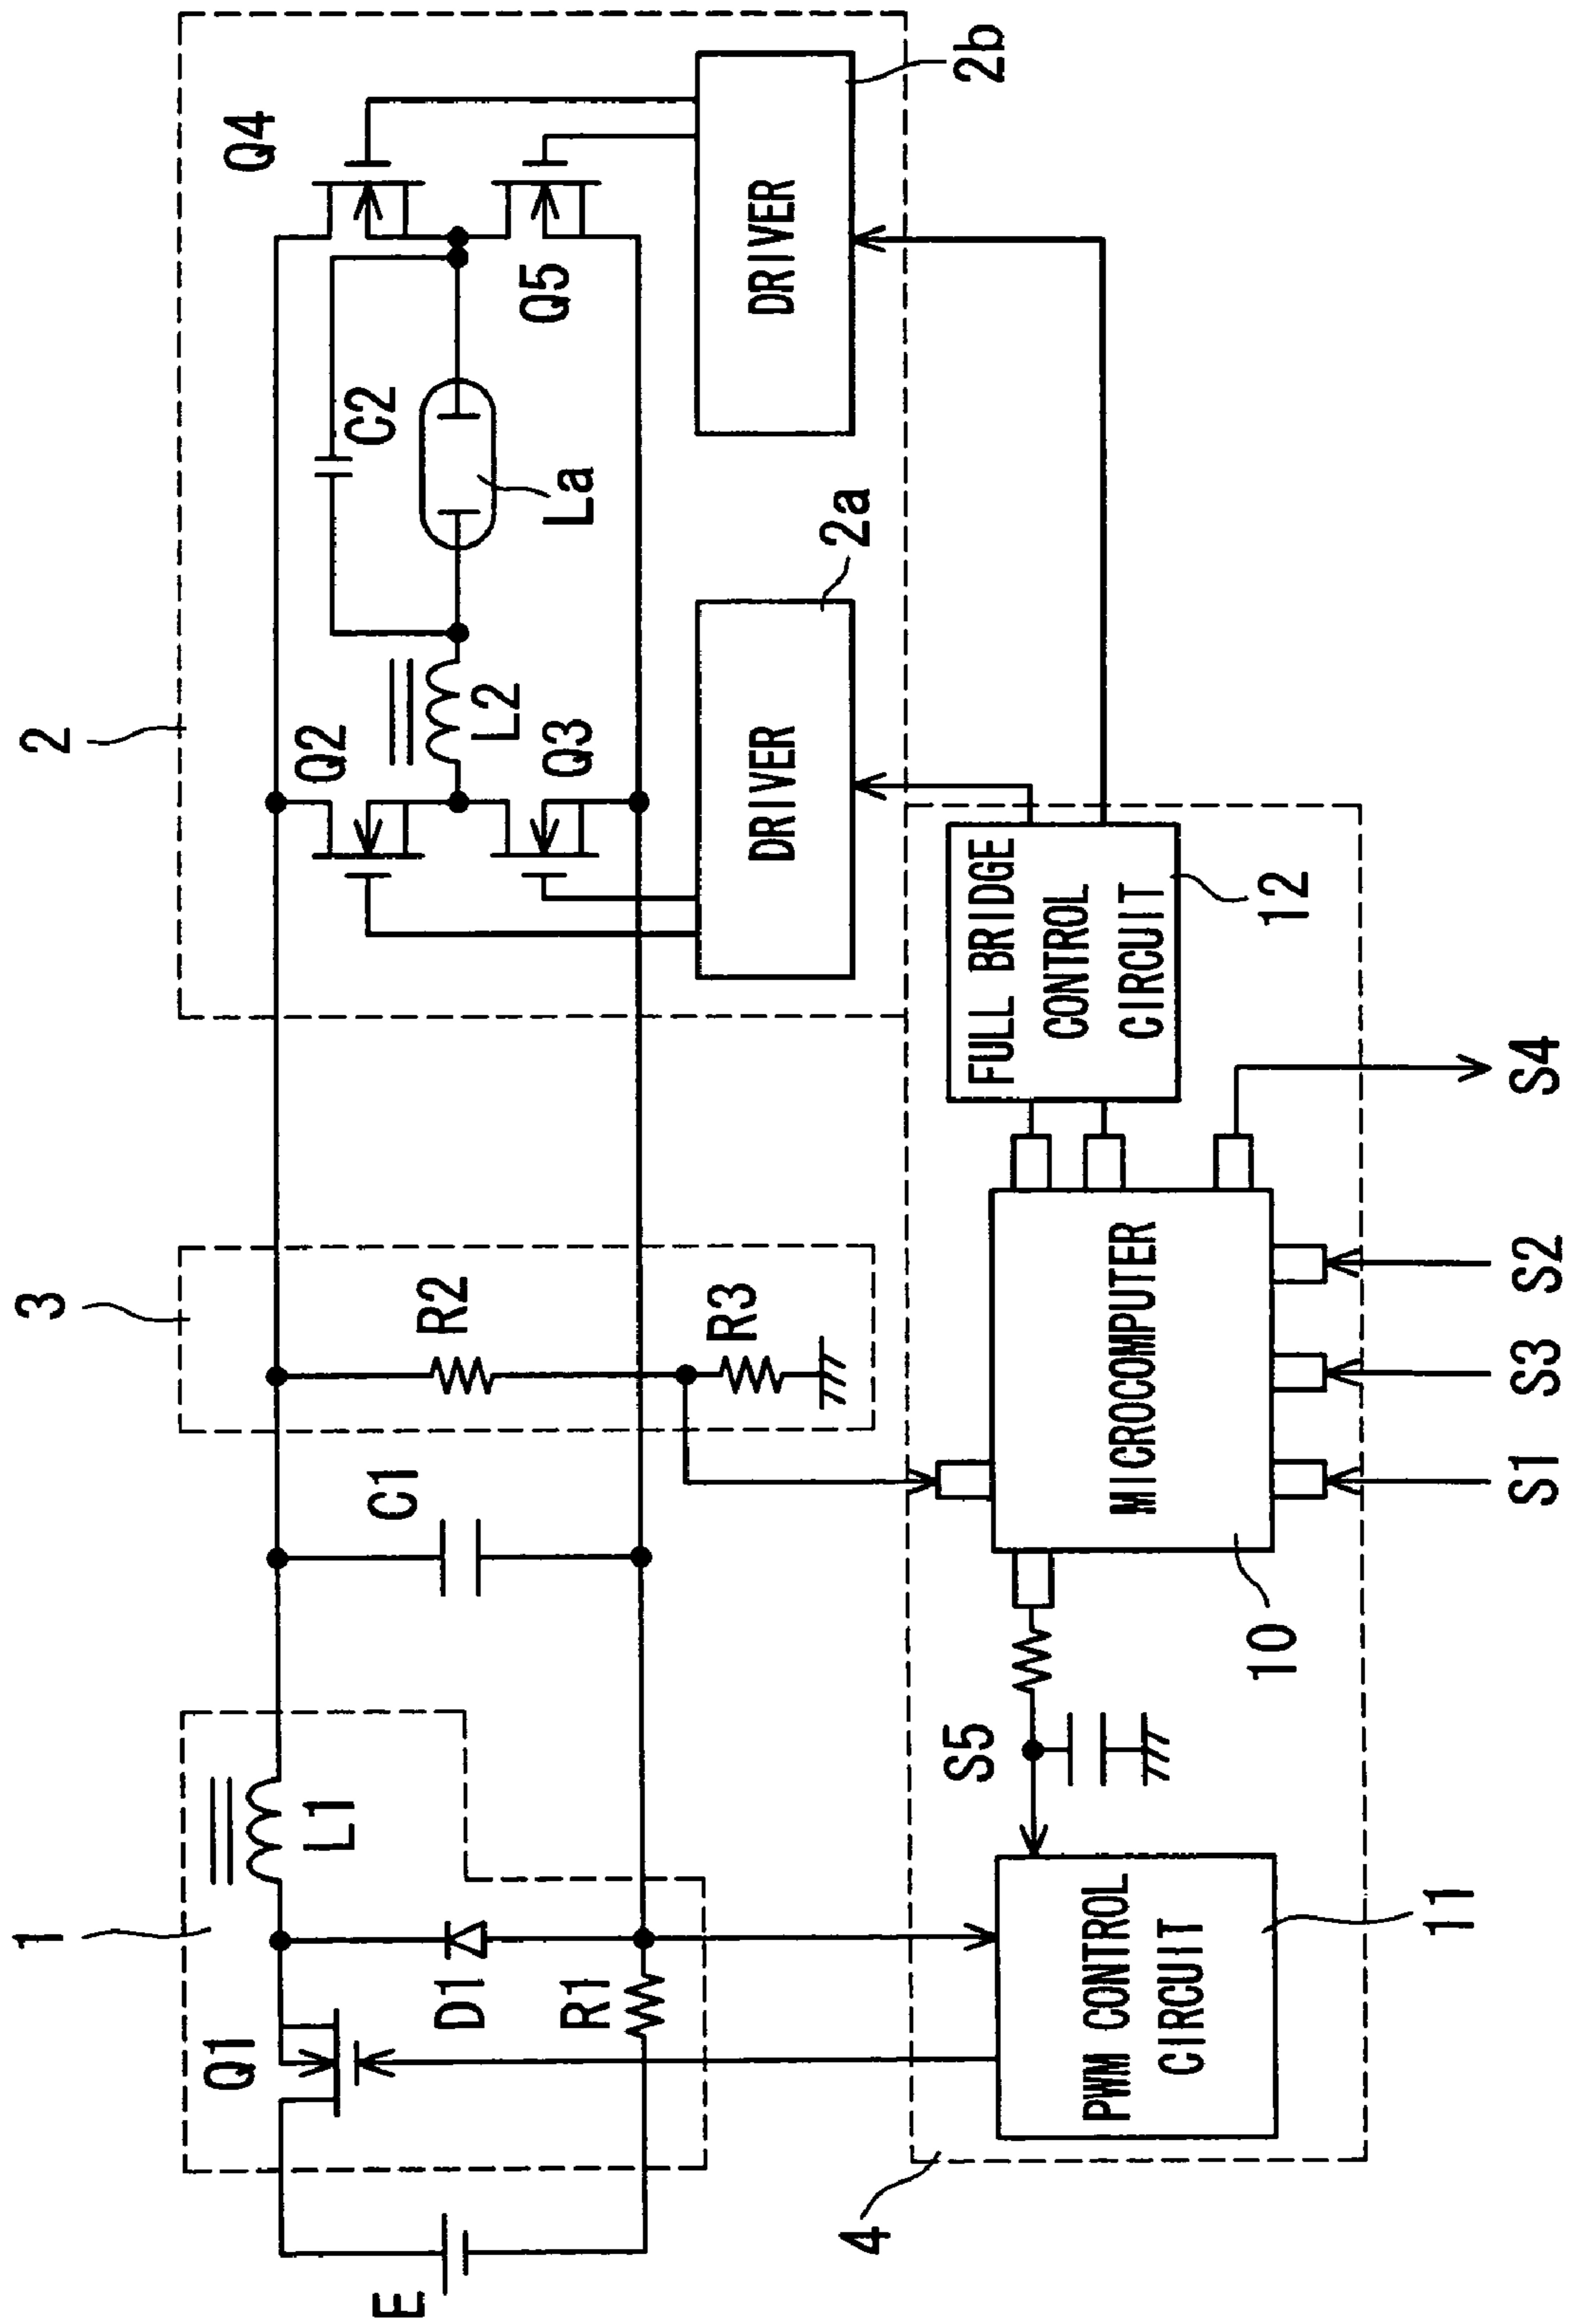 1
3
2
Q1
L1
D1
R1
E
C1
R2
R3
Q2
Q3
L2
C2
La
Q4
Q5
DRIVER
2a
DRIVER
2b
4
S5
PWM CONTROL
CIRCUIT
11
MICROCOMPUTER
10
FULL BRIDGE
CONTROL
CIRCUIT
12
S1
S3
S2
S4